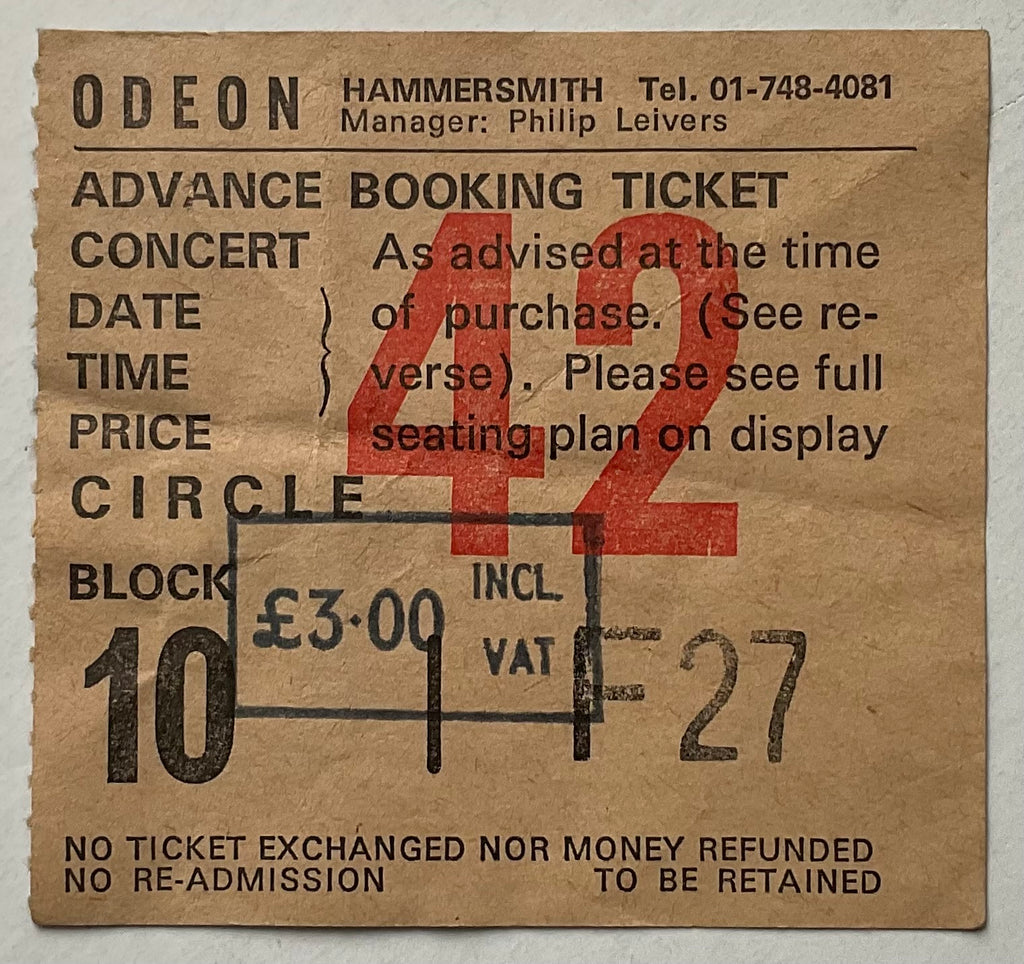 ODEON HAMMERSMITH Tel. 01-748-4081
Manager: Philip Leivers
ADVANCE BOOKING TICKET
CONCERT As advised at the time
DATE of purchase. (See re-
TIME verse). Please see full
PRICE seating plan on display
42
CIRCLE
BLOCK
£3·00 INCL. VAT
10 | F27
NO TICKET EXCHANGED NOR MONEY REFUNDED
NO RE-ADMISSION TO BE RETAINED